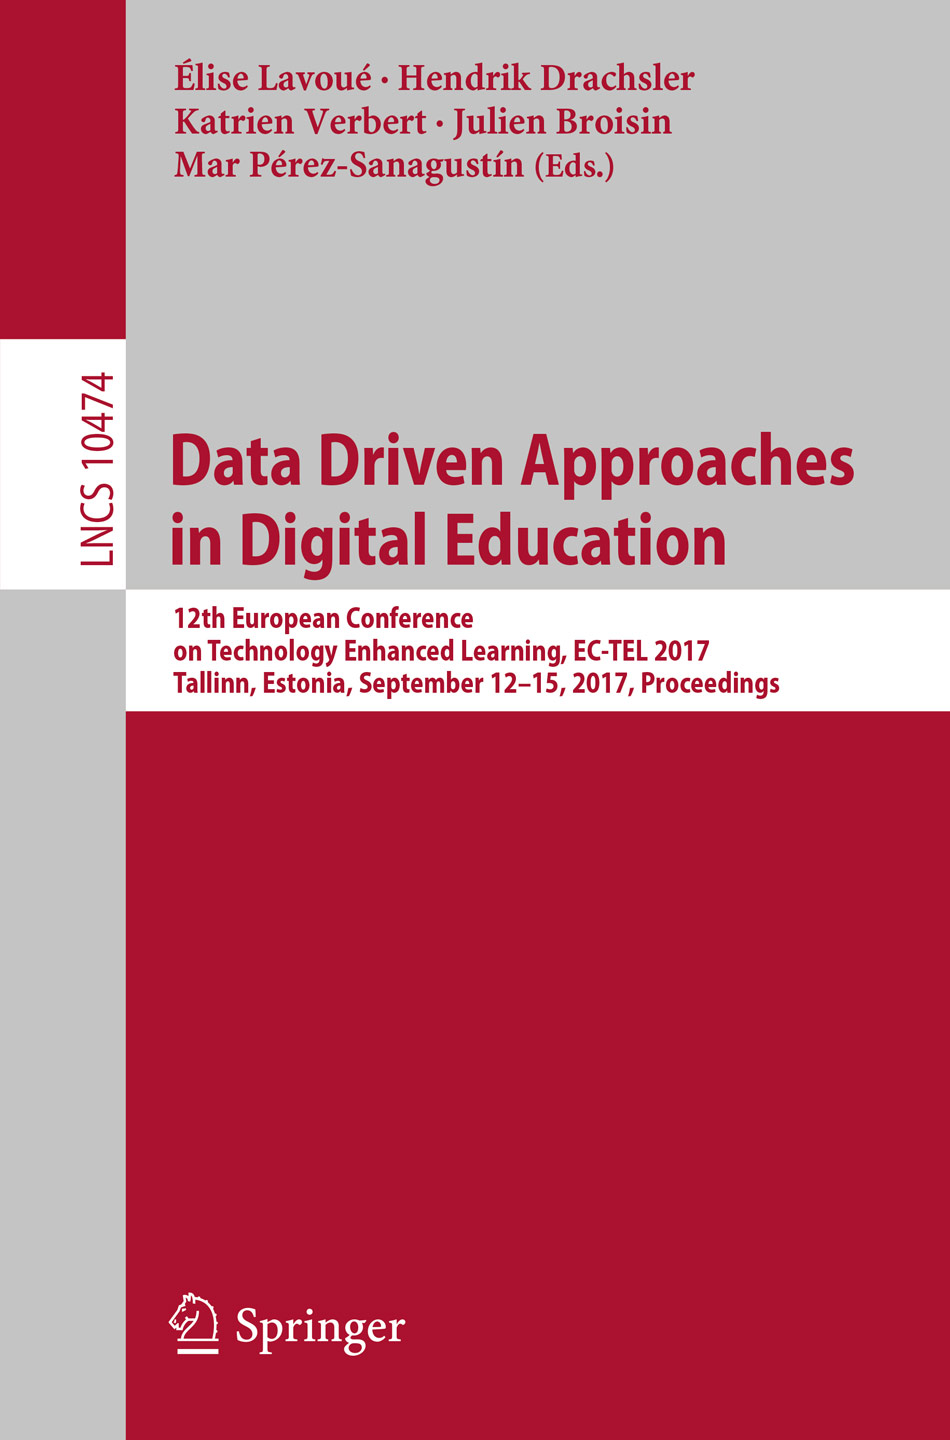 Élise Lavoué · Hendrik Drachsler
Katrien Verbert · Julien Broisin
Mar Pérez-Sanagustín (Eds.)
LNCS 10474
Data Driven Approaches
in Digital Education
12th European Conference
on Technology Enhanced Learning, EC-TEL 2017
Tallinn, Estonia, September 12–15, 2017, Proceedings
Springer